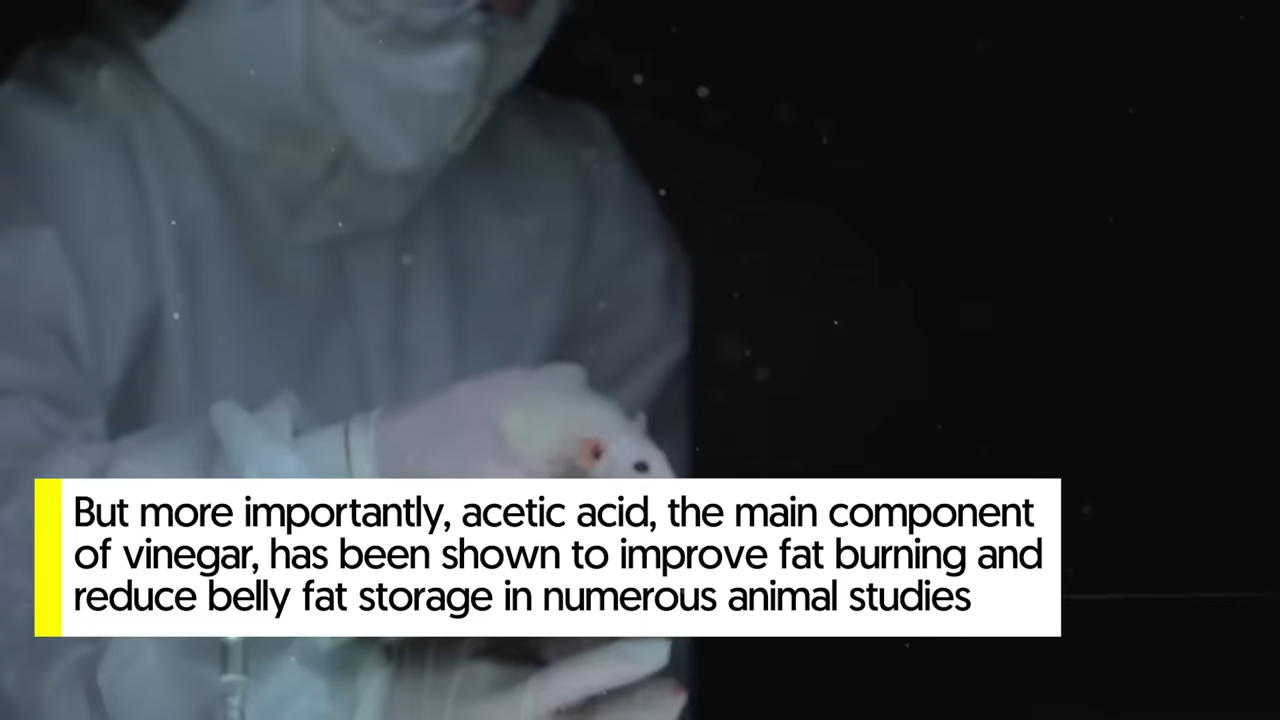 But more importantly, acetic acid, the main component
of vinegar, has been shown to improve fat burning and
reduce belly fat storage in numerous animal studies